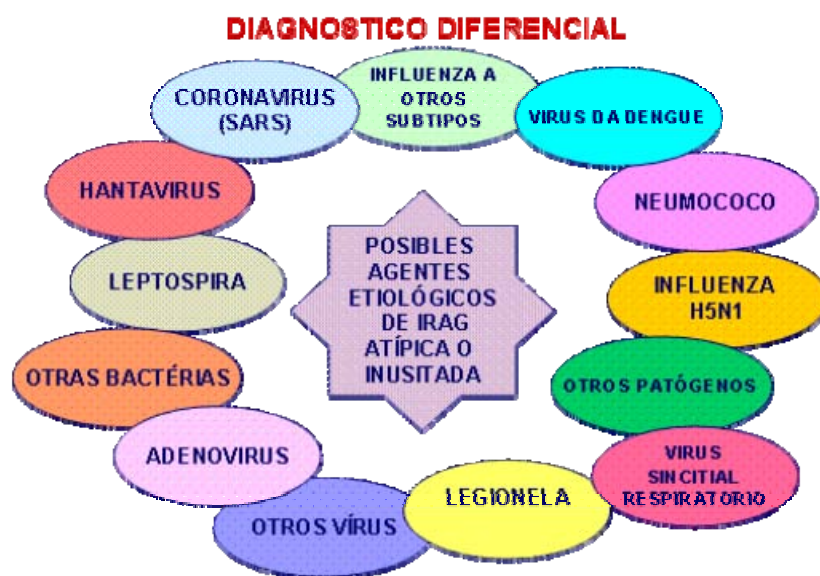 DIAGNOSTICO DIFERENCIAL
INFLUENZA A
OTROS
SUBTIPOS
CORONAVIRUS
(SARS)
VIRUS DA DENGUE
HANTAVIRUS
NEUMOCOCO
POSIBLES
AGENTES
ETIOLÓGICOS
DE IRAG
ATÍPICA O
INUSITADA
LEPTOSPIRA
INFLUENZA
H5N1
OTRAS BACTÉRIAS
OTROS PATÓGENOS
ADENOVIRUS
VIRUS
SINCITIAL
RESPIRATORIO
LEGIONELA
OTROS VÍRUS